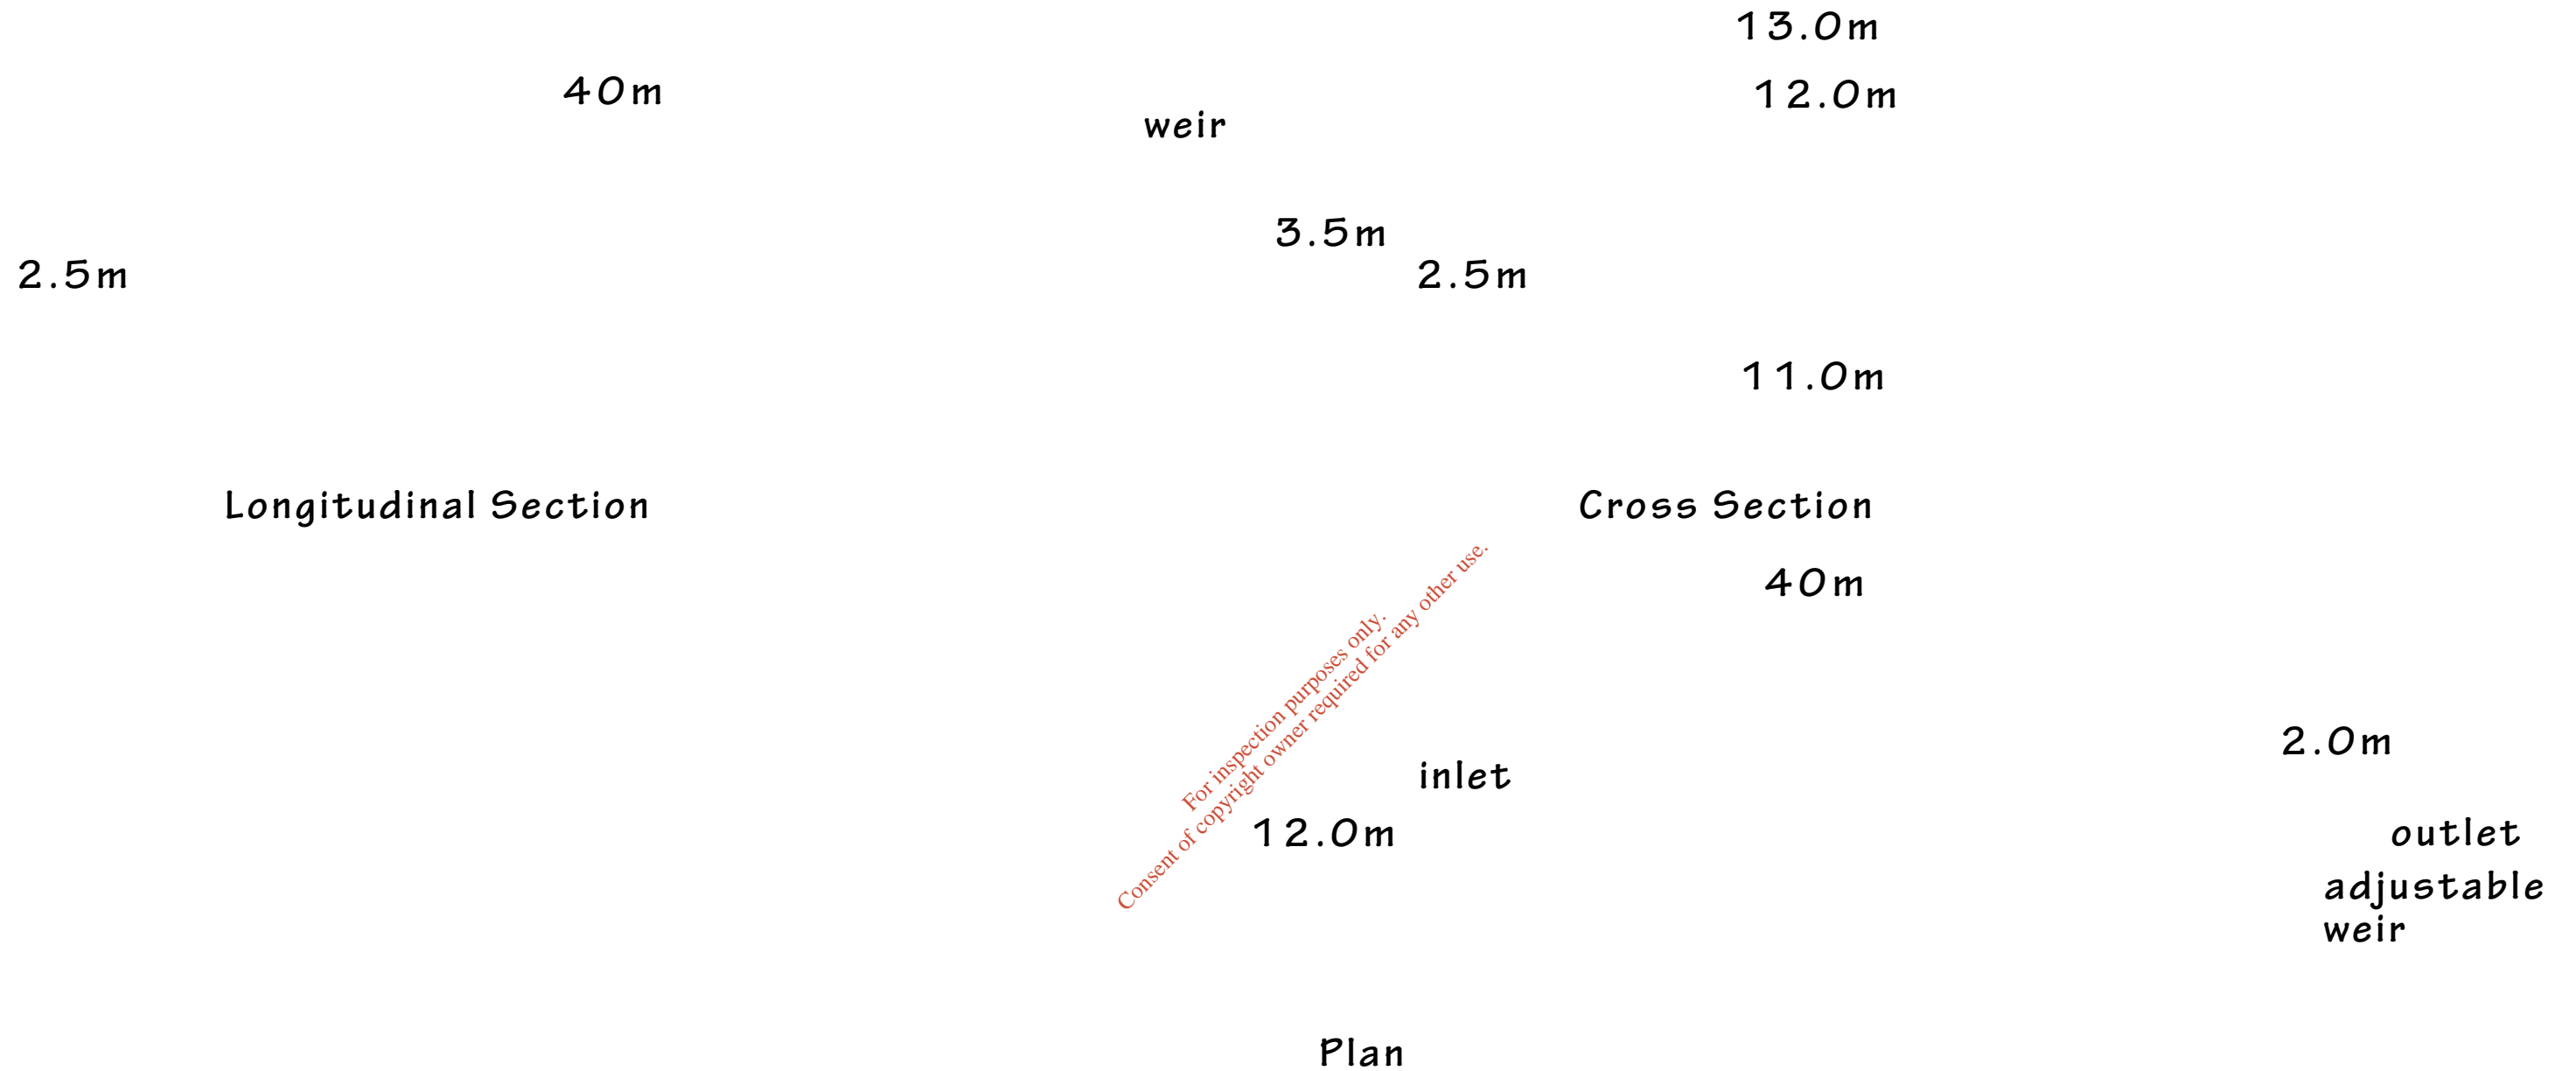 13.0m
40m
12.0m
weir
3.5m
2.5m
2.5m
11.0m
Longitudinal Section
Cross Section
40m
For inspection purposes only.
Consent of copyright owner required for any other use.
2.0m
inlet
12.0m
outlet
adjustable
weir
Plan